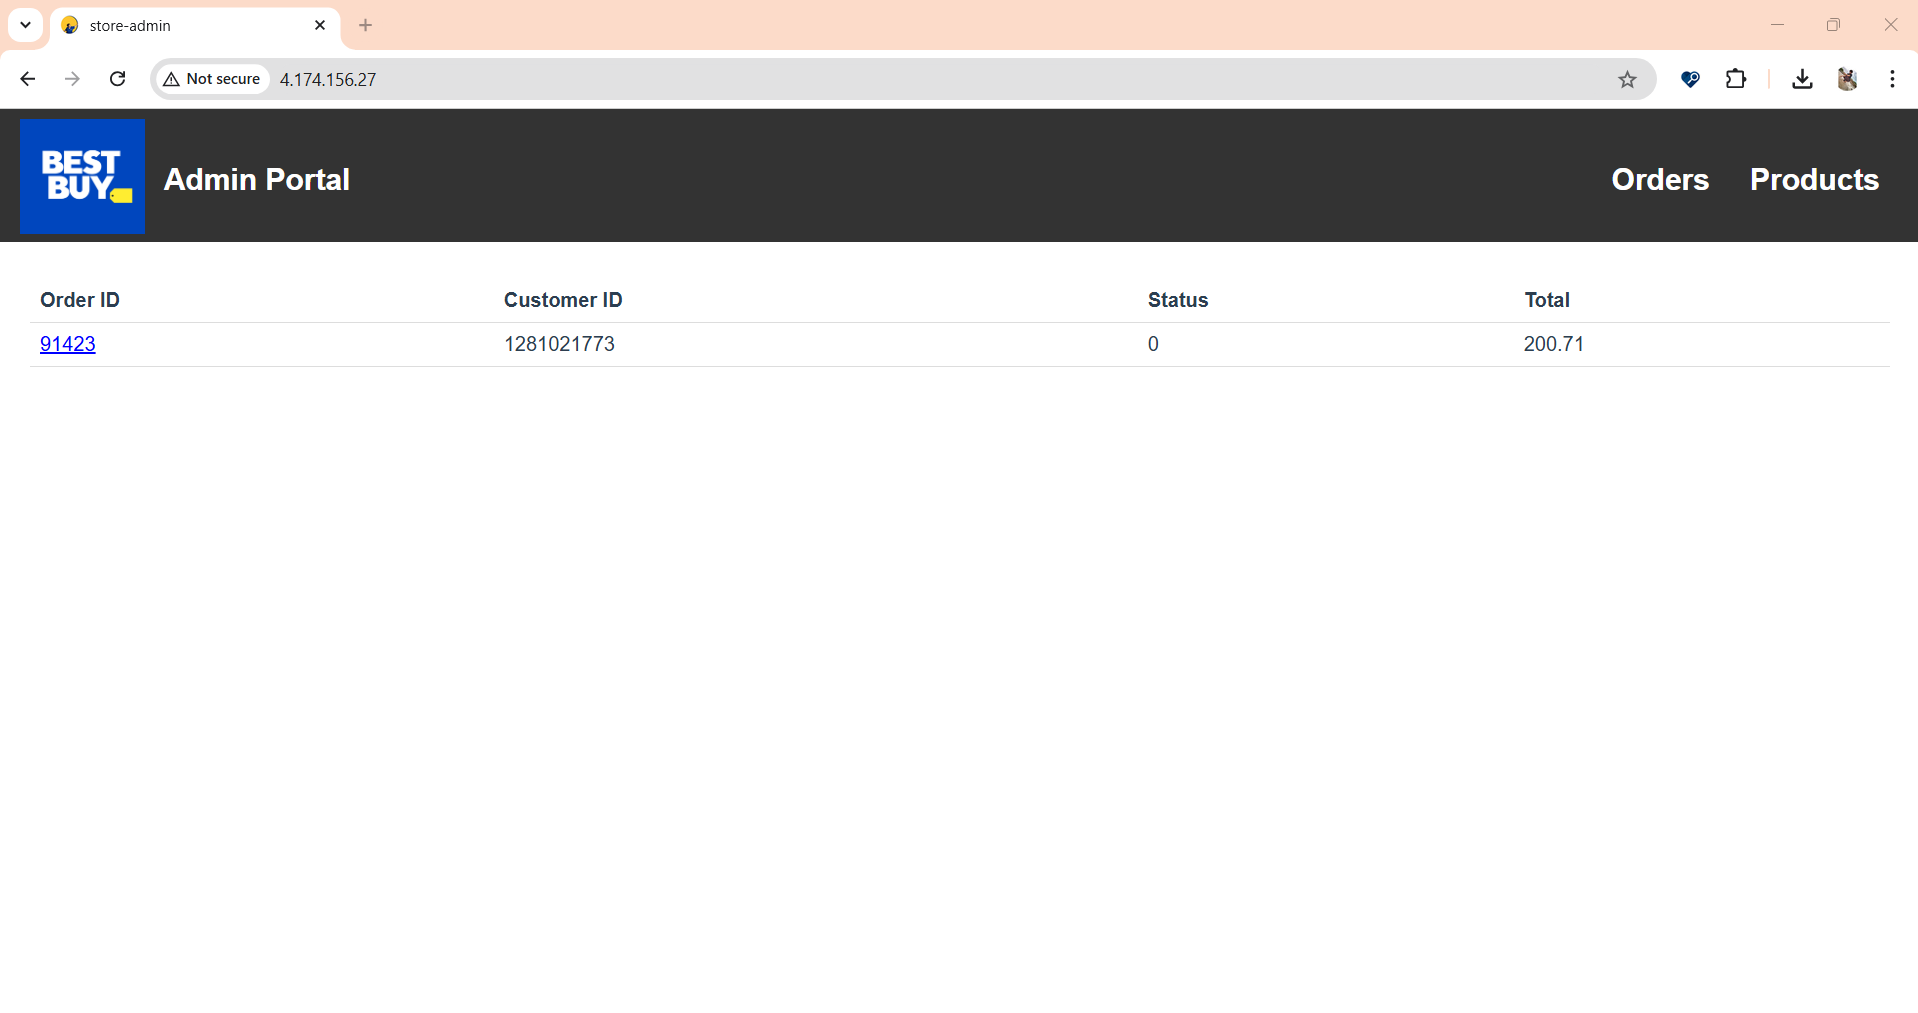 store-admin
Not secure 4.174.156.27
BEST
BUY
Admin Portal
Orders Products
Order ID Customer ID Status Total
91423 1281021773 0 200.71